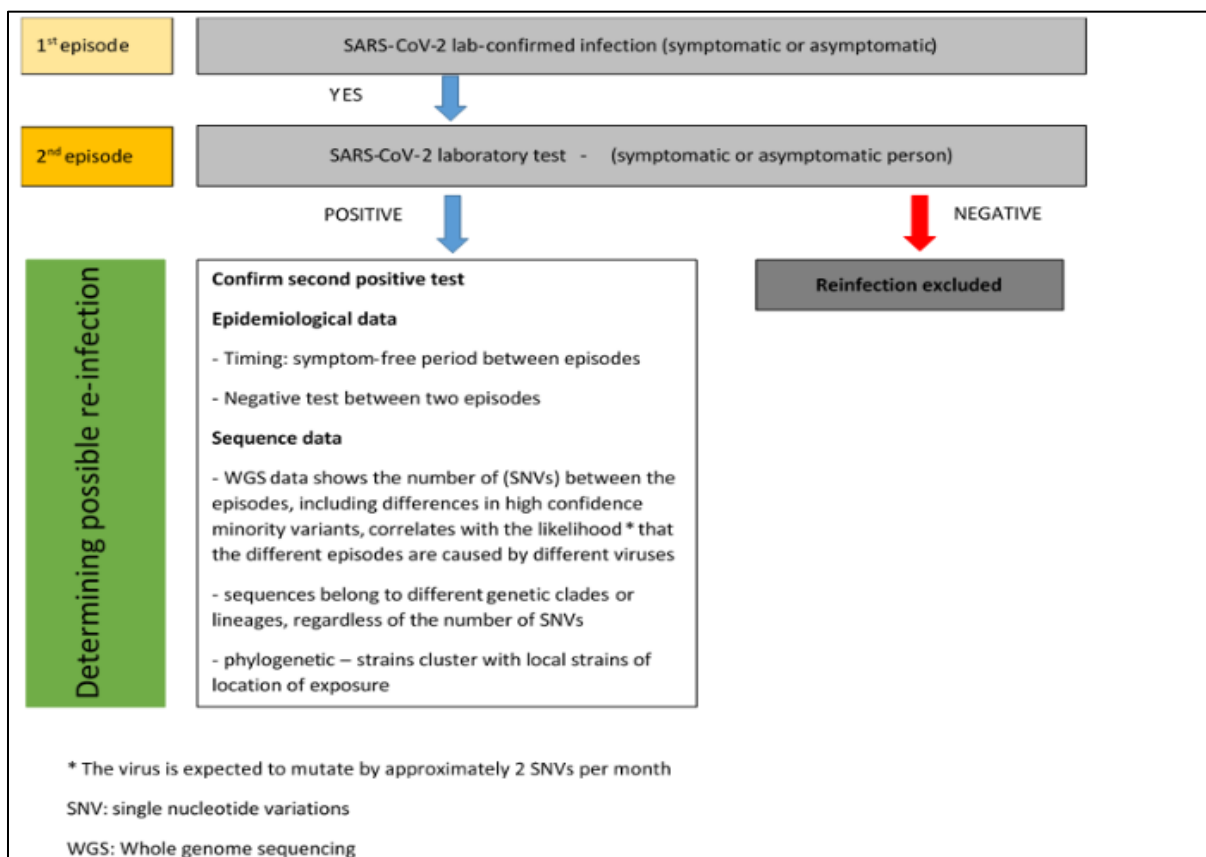 1st episode
SARS-CoV-2 lab-confirmed infection (symptomatic or asymptomatic)
YES
2nd episode
SARS-CoV-2 laboratory test - (symptomatic or asymptomatic person)
POSITIVE
NEGATIVE
Determining possible re-infection
Confirm second positive test
Epidemiological data
- Timing: symptom-free period between episodes
- Negative test between two episodes
Sequence data
- WGS data shows the number of (SNVs) between the
episodes, including differences in high confidence
minority variants, correlates with the likelihood * that
the different episodes are caused by different viruses
- sequences belong to different genetic clades or
lineages, regardless of the number of SNVs
- phylogenetic – strains cluster with local strains of
location of exposure
Reinfection excluded
* The virus is expected to mutate by approximately 2 SNVs per month
SNV: single nucleotide variations
WGS: Whole genome sequencing